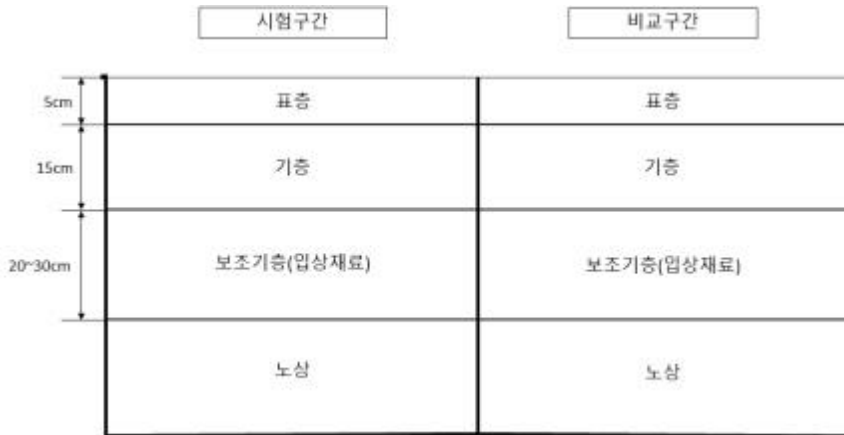 시험구간
비교구간
5cm
표층
표층
15cm
기층
기층
20~30cm
보조기층(입상재료)
보조기층(입상재료)
노상
노상